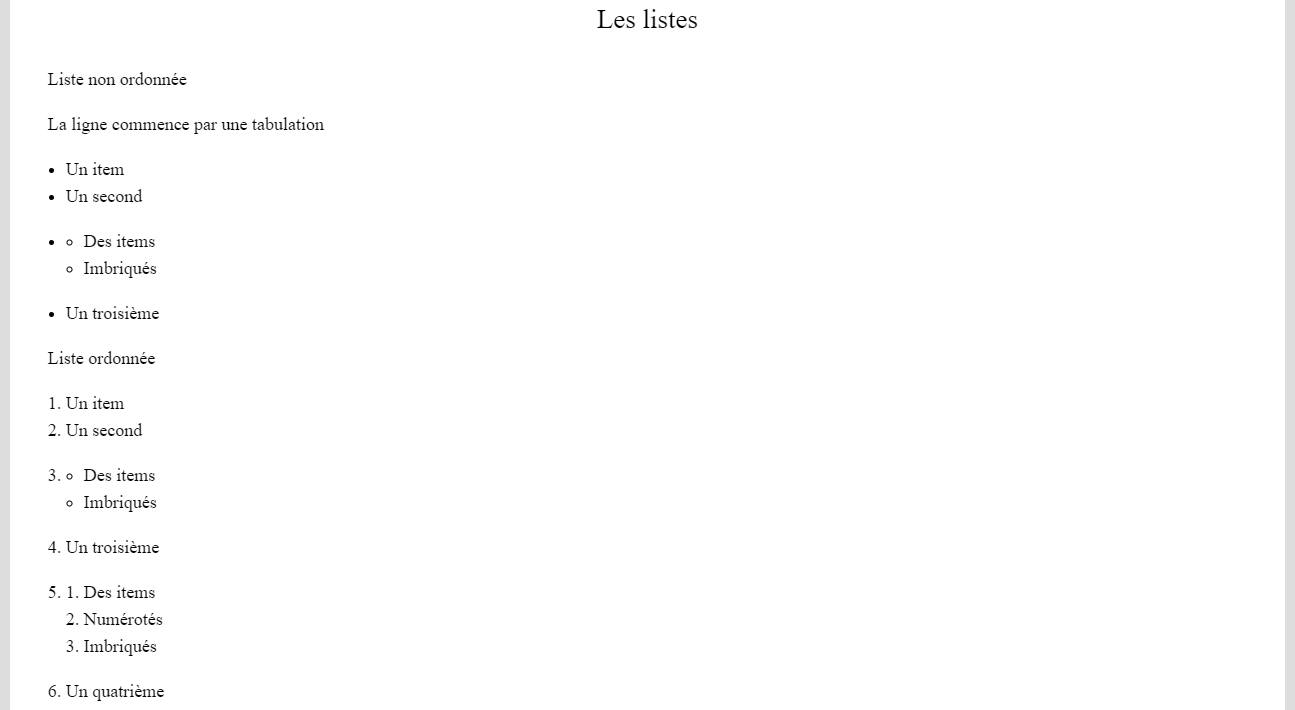 Les listes
Liste non ordonnée
La ligne commence par une tabulation
• Un item
• Un second
• ◦ Des items
◦ Imbriqués
• Un troisième
Liste ordonnée
1. Un item
2. Un second
3. ◦ Des items
◦ Imbriqués
4. Un troisième
5. 1. Des items
2. Numérotés
3. Imbriqués
6. Un quatrième